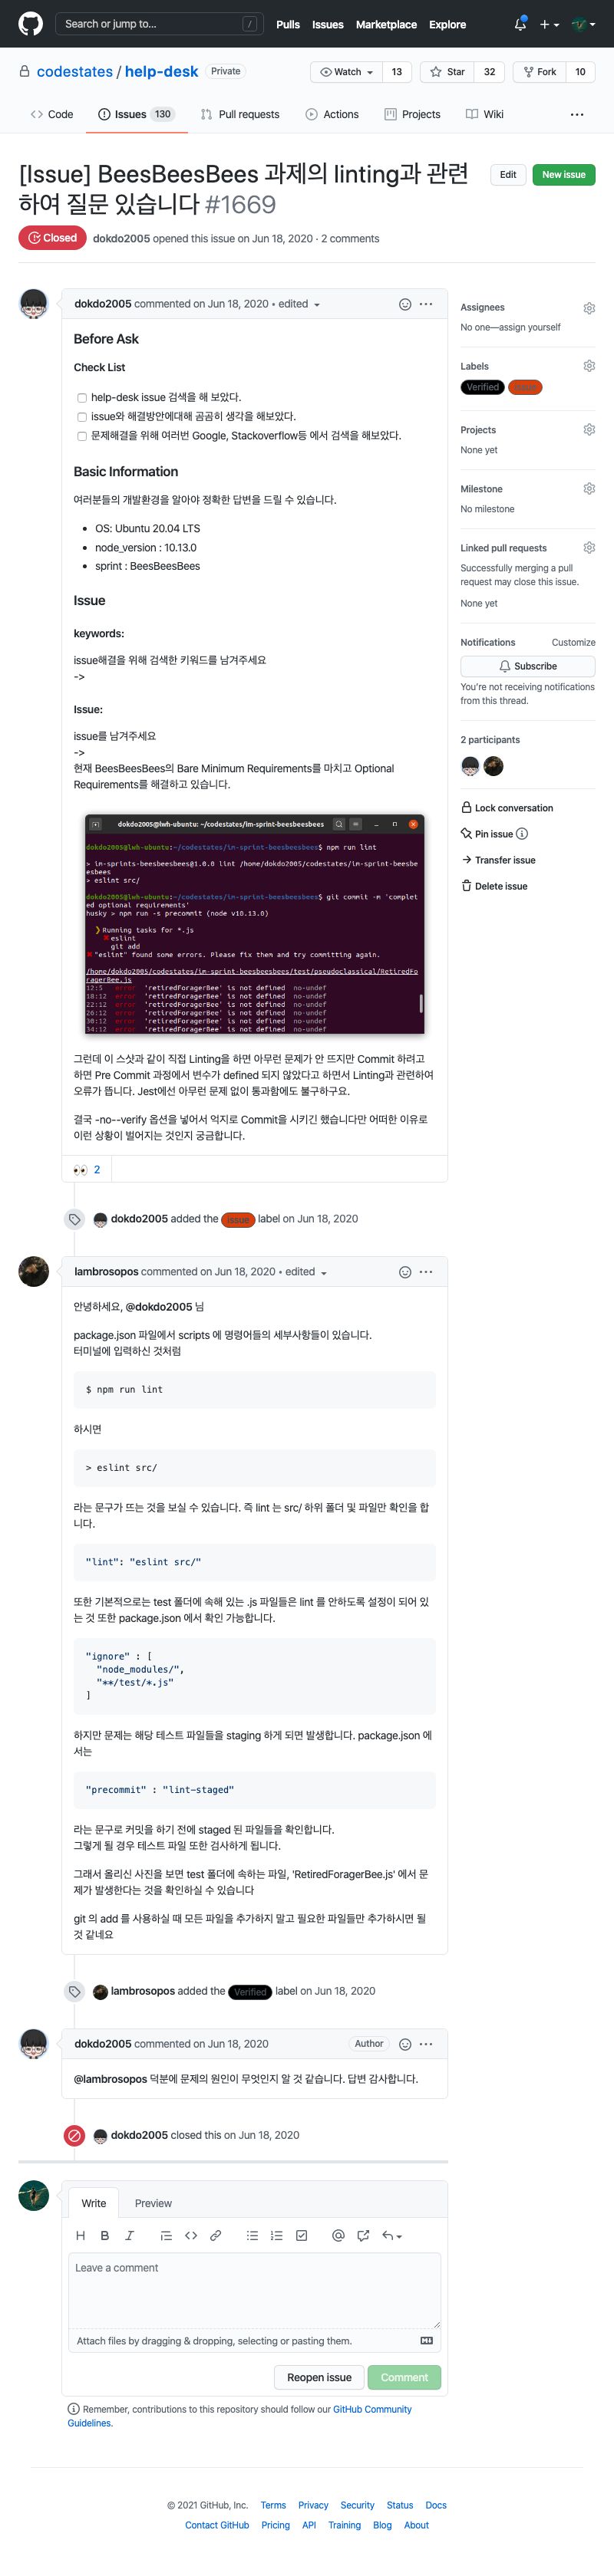 Search or jump to...
/
Pulls
Issues
Marketplace
Explore
codestates / help-desk
Private
Watch
13
Star
32
Fork
10
Code
Issues 130
Pull requests
Actions
Projects
Wiki
[Issue] BeesBeesBees 과제의 linting과 관련
하여 질문 있습니다 #1669
Edit
New issue
Closed
dokdo2005 opened this issue on Jun 18, 2020 · 2 comments
dokdo2005 commented on Jun 18, 2020 • edited
Before Ask
Check List
help-desk issue 검색을 해 보았다.
issue와 해결방안에대해 곰곰히 생각을 해보았다.
문제해결을 위해 여러번 Google, Stackoverflow등 에서 검색을 해보았다.
Basic Information
여러분들의 개발환경을 알아야 정확한 답변을 드릴 수 있습니다.
• OS: Ubuntu 20.04 LTS
• node_version : 10.13.0
• sprint : BeesBeesBees
Issue
keywords:
issue해결을 위해 검색한 키워드를 남겨주세요
->
Issue:
issue를 남겨주세요
->
현재 BeesBeesBees의 Bare Minimum Requirements를 마치고 Optional
Requirements를 해결하고 있습니다.
dokdo2005@lwh-ubuntu: ~/codestates/im-sprint-beesbeesbees
dokdo2005@lwh-ubuntu:~/codestates/im-sprint-beesbeesbees$ npm run lint
> im-sprints-beesbeesbees@1.0.0 lint /home/dokdo2005/codestates/im-sprint-beesbe
esbees
> eslint src/
dokdo2005@lwh-ubuntu:~/codestates/im-sprint-beesbeesbees$ git commit -m 'complet
ed optional requirements'
husky > npm run -s precommit (node v10.13.0)
Running tasks for *.js
eslint
git add
"eslint" found some errors. Please fix them and try committing again.
/home/dokdo2005/codestates/im-sprint-beesbeesbees/test/pseudoclassical/RetiredFo
ragerBee.js
12:5 error 'retiredForagerBee' is not defined no-undef
18:12 error 'retiredForagerBee' is not defined no-undef
22:12 error 'retiredForagerBee' is not defined no-undef
26:12 error 'retiredForagerBee' is not defined no-undef
30:12 error 'retiredForagerBee' is not defined no-undef
34:12 error 'retiredForagerBee' is not defined no-undef
그런데 이 스샷과 같이 직접 Linting을 하면 아무런 문제가 안 뜨지만 Commit 하려고
하면 Pre Commit 과정에서 변수가 defined 되지 않았다고 하면서 Linting과 관련하여
오류가 뜹니다. Jest에선 아무런 문제 없이 통과함에도 불구하구요.
결국 -no--verify 옵션을 넣어서 억지로 Commit을 시키긴 했습니다만 어떠한 이유로
이런 상황이 벌어지는 것인지 궁금합니다.
👀 2
dokdo2005 added the issue label on Jun 18, 2020
lambrosopos commented on Jun 18, 2020 • edited
안녕하세요, @dokdo2005 님
package.json 파일에서 scripts 에 명령어들의 세부사항들이 있습니다.
터미널에 입력하신 것처럼
$ npm run lint
하시면
> eslint src/
라는 문구가 뜨는 것을 보실 수 있습니다. 즉 lint 는 src/ 하위 폴더 및 파일만 확인을 합
니다.
"lint": "eslint src/"
또한 기본적으로는 test 폴더에 속해 있는 .js 파일들은 lint 를 안하도록 설정이 되어 있
는 것 또한 package.json 에서 확인 가능합니다.
"ignore" : [
"node_modules/",
"**/test/*.js"
]
하지만 문제는 해당 테스트 파일들을 staging 하게 되면 발생합니다. package.json 에
서는
"precommit" : "lint-staged"
라는 문구로 커밋을 하기 전에 staged 된 파일들을 확인합니다.
그렇게 될 경우 테스트 파일 또한 검사하게 됩니다.
그래서 올리신 사진을 보면 test 폴더에 속하는 파일, 'RetiredForagerBee.js' 에서 문
제가 발생한다는 것을 확인하실 수 있습니다
git 의 add 를 사용하실 때 모든 파일을 추가하지 말고 필요한 파일들만 추가하시면 될
것 같네요
lambrosopos added the Verified label on Jun 18, 2020
dokdo2005 commented on Jun 18, 2020
Author
@lambrosopos 덕분에 문제의 원인이 무엇인지 알 것 같습니다. 답변 감사합니다.
dokdo2005 closed this on Jun 18, 2020
Write
Preview
Leave a comment
Attach files by dragging & dropping, selecting or pasting them.
Reopen issue
Comment
Remember, contributions to this repository should follow our GitHub Community
Guidelines.
Assignees
No one—assign yourself
Labels
Verified
issue
Projects
None yet
Milestone
No milestone
Linked pull requests
Successfully merging a pull
request may close this issue.
None yet
Notifications
Customize
Subscribe
You're not receiving notifications
from this thread.
2 participants
Lock conversation
Pin issue
Transfer issue
Delete issue
© 2021 GitHub, Inc.
Terms
Privacy
Security
Status
Docs
Contact GitHub
Pricing
API
Training
Blog
About